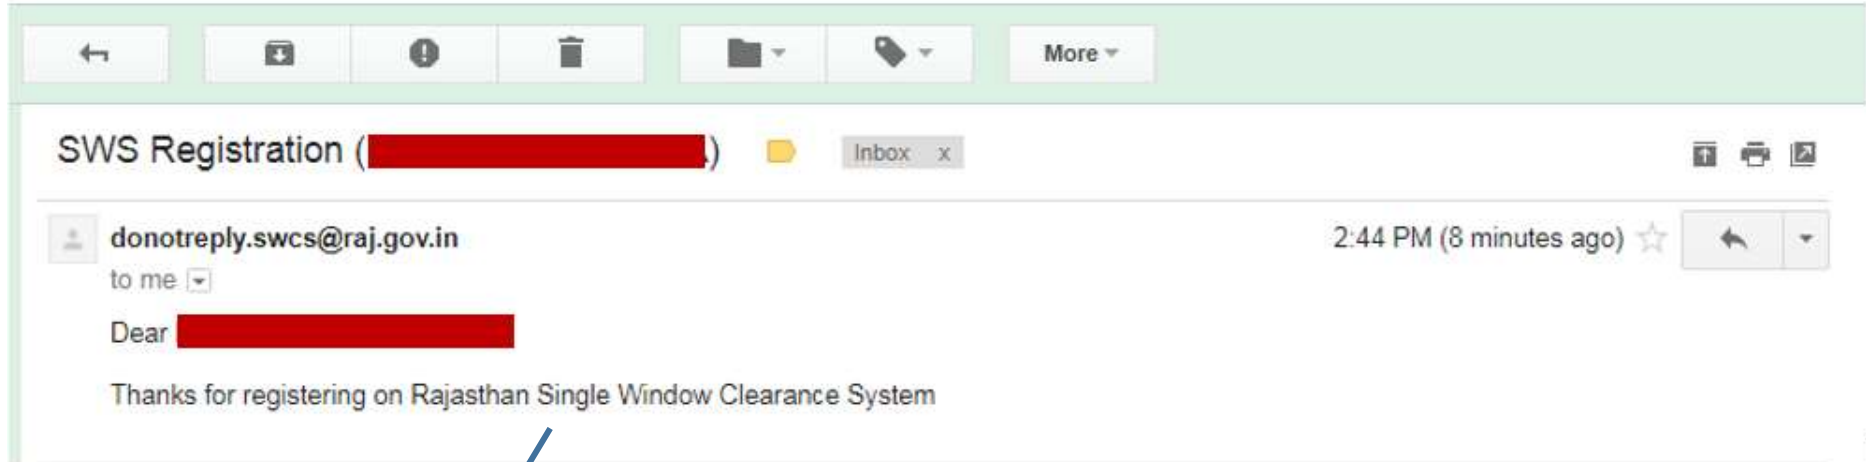 More
SWS Registration ( )
Inbox x
donotreply.swcs@raj.gov.in
2:44 PM (8 minutes ago)
to me
Dear
Thanks for registering on Rajasthan Single Window Clearance System